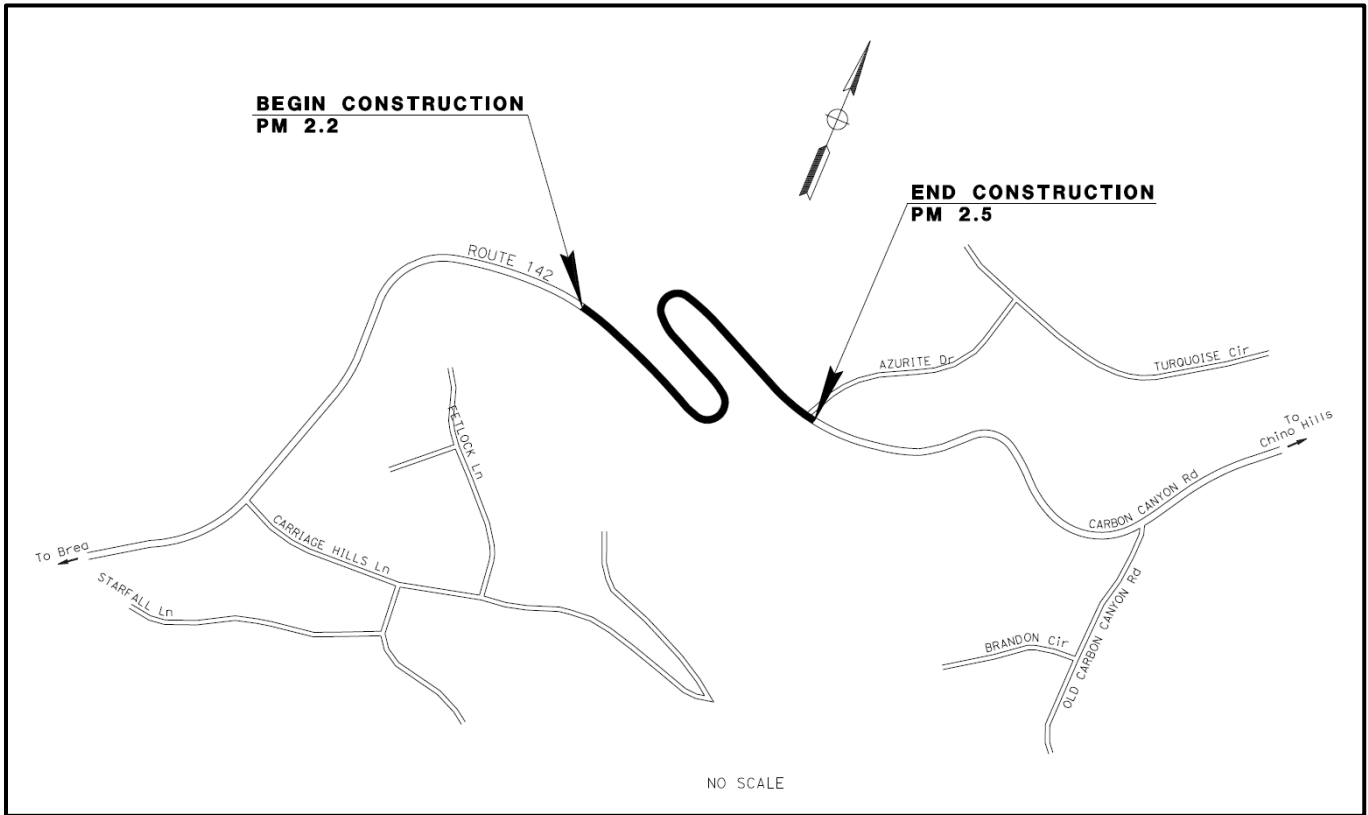 BEGIN CONSTRUCTION
PM 2.2
END CONSTRUCTION
PM 2.5
ROUTE 142
AZURITE Dr
TURQUOISE Cir
To
Chino Hills
FETLOCK Ln
CARBON CANYON Rd
CARRIAGE HILLS Ln
To Brea
STARFALL Ln
OLD CARBON CANYON Rd
BRANDON Cir
NO SCALE